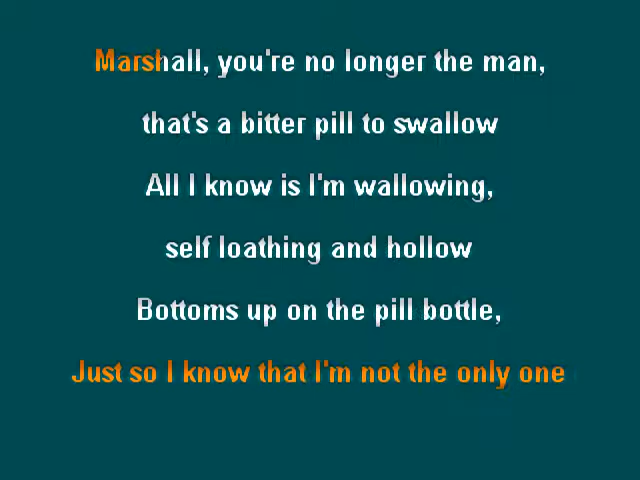 Marshall, you're no longer the man,
that's a bitter pill to swallow
All I know is I'm wallowing,
self loathing and hollow
Bottoms up on the pill bottle,
Just so I know that I'm not the only one